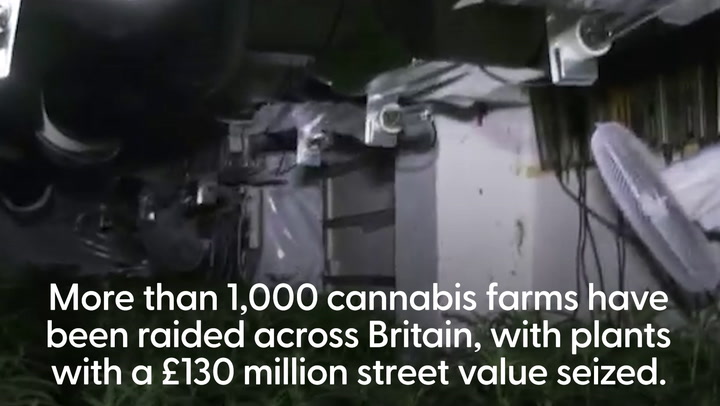 More than 1,000 cannabis farms have
been raided across Britain, with plants
with a £130 million street value seized.